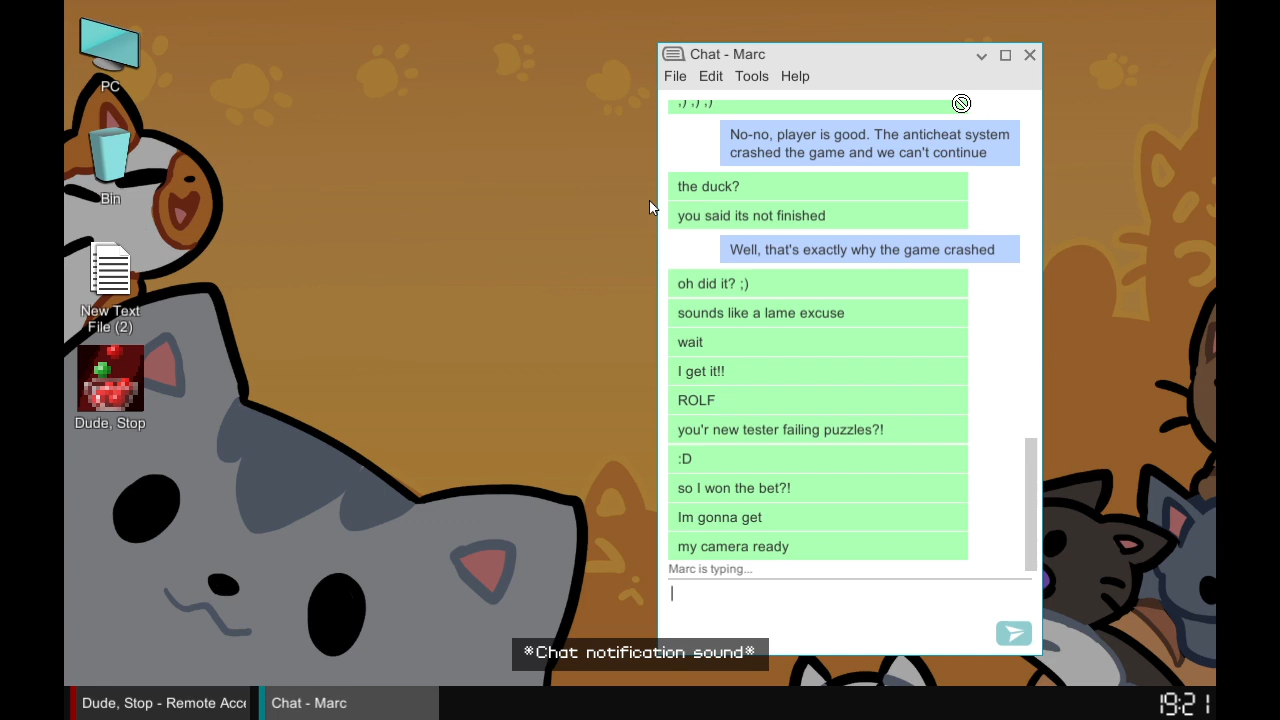 PC
Bin
New Text
File (2)
Dude, Stop
Chat - Marc
File Edit Tools Help
;) ;) ;)
No-no, player is good. The anticheat system
crashed the game and we can't continue
the duck?
you said its not finished
Well, that's exactly why the game crashed
oh did it? ;)
sounds like a lame excuse
wait
I get it!!
ROLF
you'r new tester failing puzzles?!
:D
so I won the bet?!
Im gonna get
my camera ready
Marc is typing...
*Chat notification sound*
Dude, Stop - Remote Acce
Chat - Marc
19:21